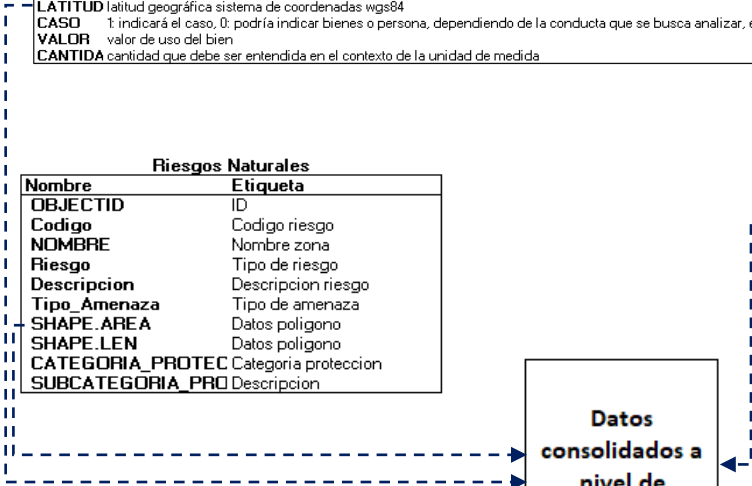 LATITUD latitud geográfica sistema de coordenadas wgs84
CASO 1: indicará el caso, 0: podría indicar bienes o persona, dependiendo de la conducta que se busca analizar, e
VALOR valor de uso del bien
CANTIDA cantidad que debe ser entendida en el contexto de la unidad de medida
Riesgos Naturales
Nombre Etiqueta
OBJECTID ID
Codigo Codigo riesgo
NOMBRE Nombre zona
Riesgo Tipo de riesgo
Descripcion Descripcion riesgo
Tipo_Amenaza Tipo de amenaza
SHAPE.AREA Datos poligono
SHAPE.LEN Datos poligono
CATEGORIA_PROTEC Categoria proteccion
SUBCATEGORIA_PRO Descripcion
Datos
consolidados a
nivel de